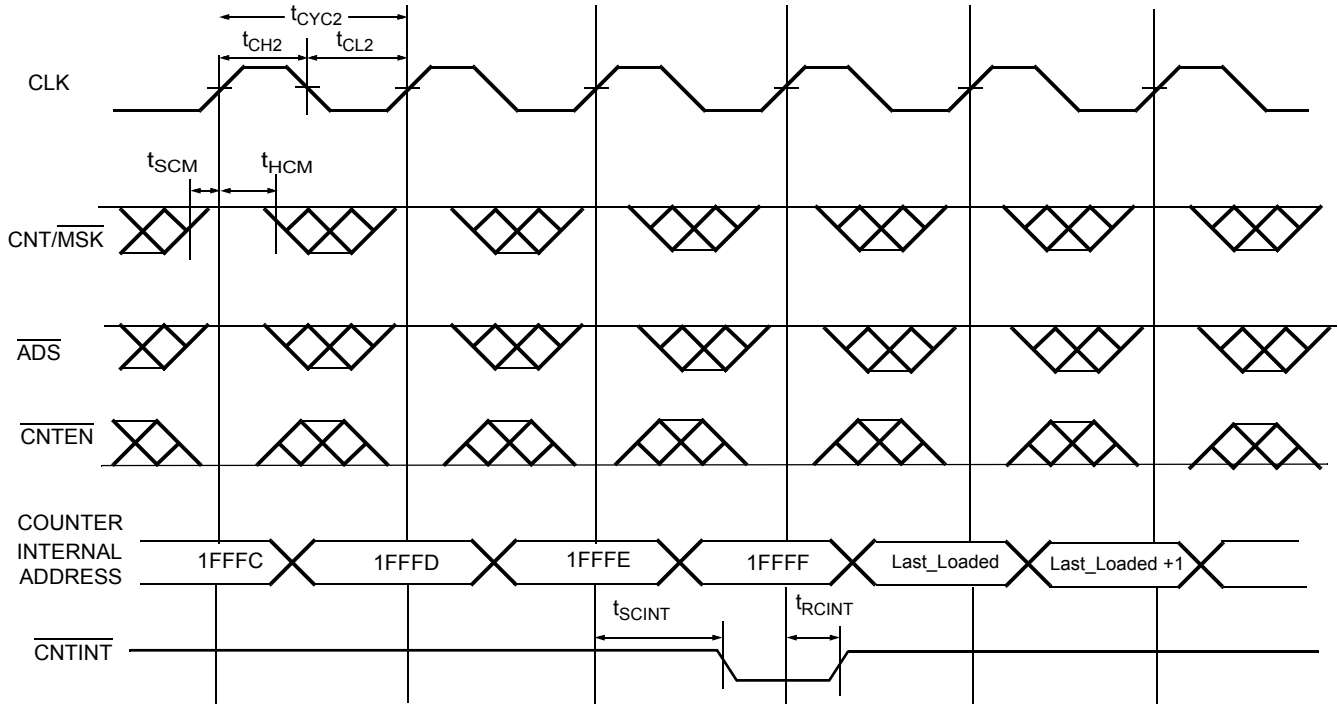 tCYC2
tCH2
tCL2
CLK
tSCM
tHCM
CNT/MSK
ADS
CNTEN
COUNTER
INTERNAL
ADDRESS
1FFFC
1FFFD
1FFFE
1FFFF
Last_Loaded
Last_Loaded +1
tSCINT
tRCINT
CNTINT